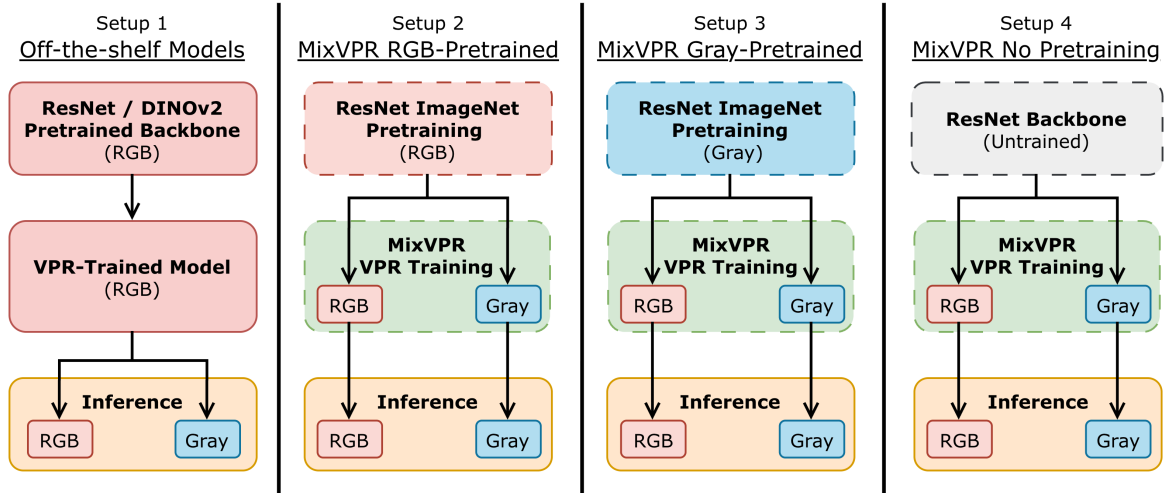 Setup 1
Off-the-shelf Models
ResNet / DINOv2
Pretrained Backbone
(RGB)
VPR-Trained Model
(RGB)
Inference
RGB
Gray
Setup 2
MixVPR RGB-Pretrained
ResNet ImageNet
Pretraining
(RGB)
MixVPR
VPR Training
RGB
Gray
Inference
RGB
Gray
Setup 3
MixVPR Gray-Pretrained
ResNet ImageNet
Pretraining
(Gray)
MixVPR
VPR Training
RGB
Gray
Inference
RGB
Gray
Setup 4
MixVPR No Pretraining
ResNet Backbone
(Untrained)
MixVPR
VPR Training
RGB
Gray
Inference
RGB
Gray